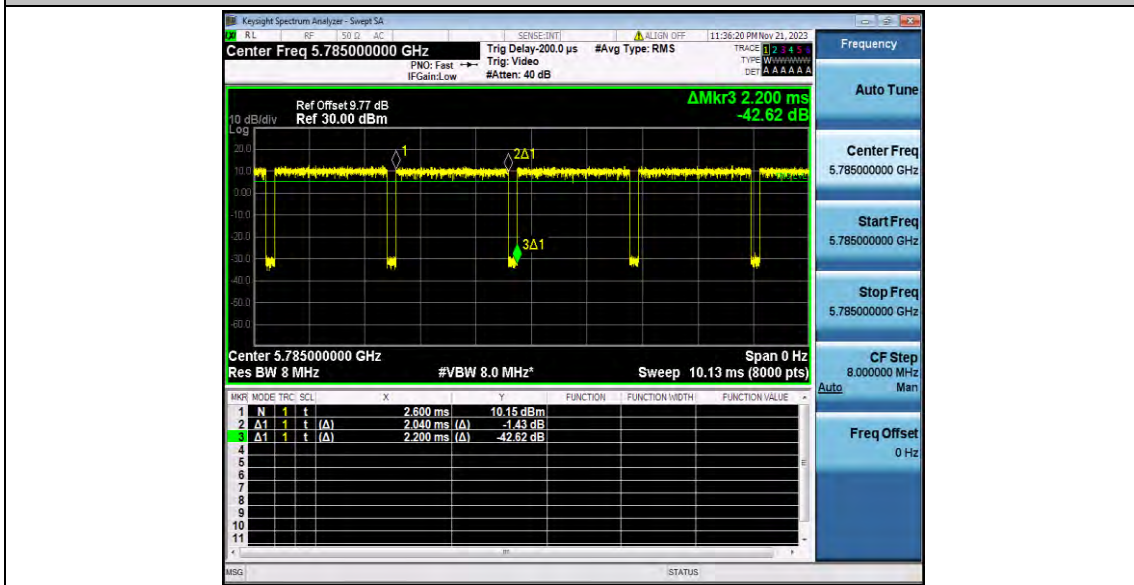 Keysight Spectrum Analyzer - Swept SA
RL RF 50 Ω AC SENSE:INT ALIGN OFF 11:36:20 PM Nov 21, 2023
Center Freq 5.785000000 GHz
PNO: Fast
IFGain:Low
Trig Delay-200.0 µs
Trig: Video
#Atten: 40 dB
#Avg Type: RMS
TRACE 1 2 3 4 5 6
TYPE W
DET A A A A A A
Ref Offset 9.77 dB
10 dB/div Ref 30.00 dBm
Log
ΔMkr3 2.200 ms
-42.62 dB
20.0
10.0
0.00
-10.0
-20.0
-30.0
-40.0
-50.0
-60.0
1
2Δ1
3Δ1
Center 5.785000000 GHz Span 0 Hz
Res BW 8 MHz #VBW 8.0 MHz* Sweep 10.13 ms (8000 pts)
MKR MODE TRC SCL X Y FUNCTION FUNCTION WIDTH FUNCTION VALUE
1 N 1 t 2.600 ms 10.15 dBm
2 Δ1 1 t (Δ) 2.040 ms (Δ) -1.43 dB
3 Δ1 1 t (Δ) 2.200 ms (Δ) -42.62 dB
4
5
6
7
8
9
10
11
MSG STATUS
Frequency
Auto Tune
Center Freq
5.785000000 GHz
Start Freq
5.785000000 GHz
Stop Freq
5.785000000 GHz
CF Step
8.000000 MHz
Auto Man
Freq Offset
0 Hz